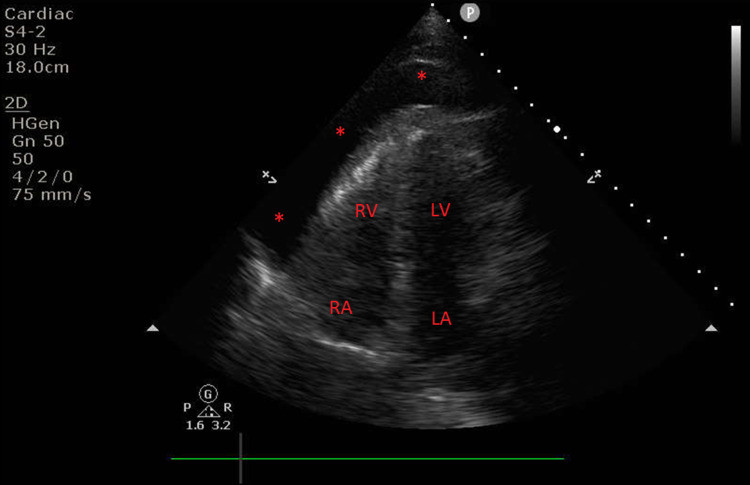 Cardiac
S4-2
30 Hz
18.0cm
2D
HGen
Gn 50
50
4/2/0
75 mm/s
P
*
*
*
RV LV
RA LA
G
P R
1.6 3.2